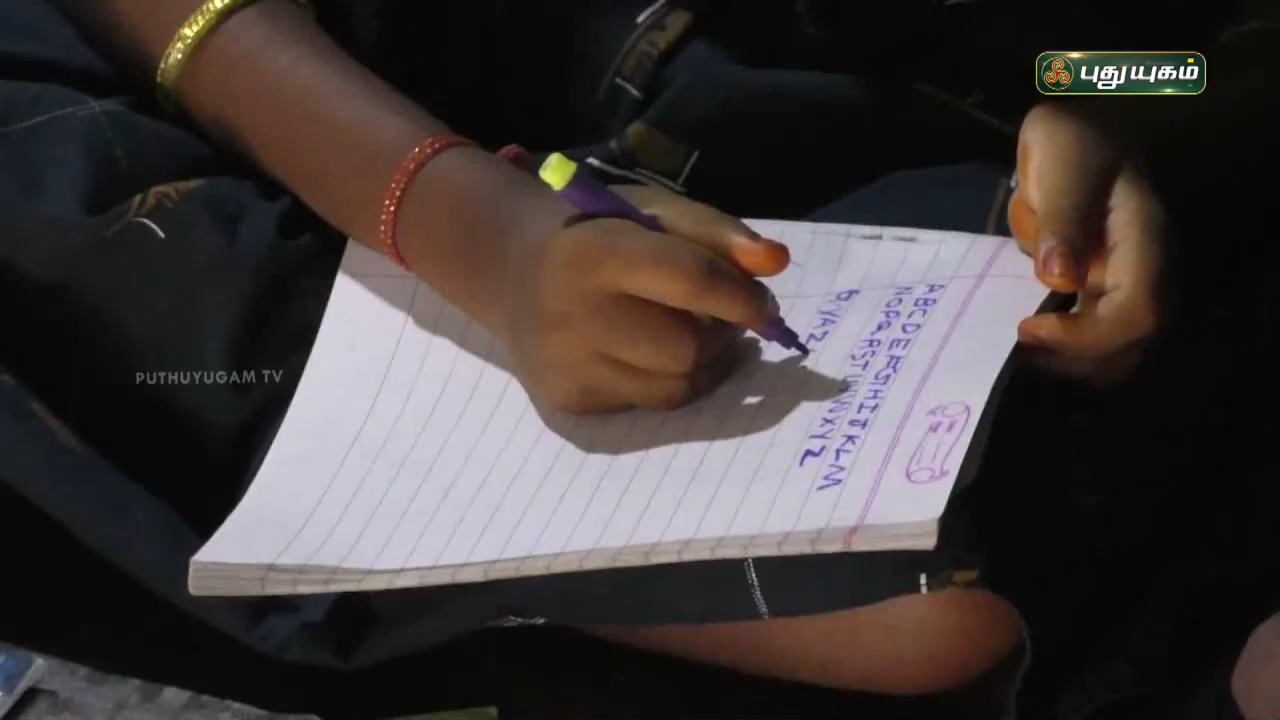 புதுயுகம்
PUTHUYUGAM TV
ABCDEFGHIJKLM
NOPQRSTUVWXYZ